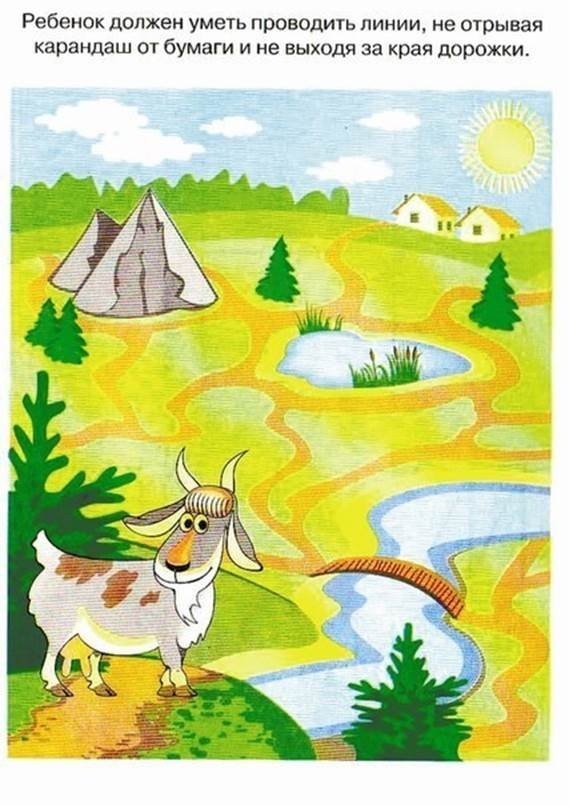 Ребенок должен уметь проводить линии, не отрывая
карандаш от бумаги и не выходя за края дорожки.